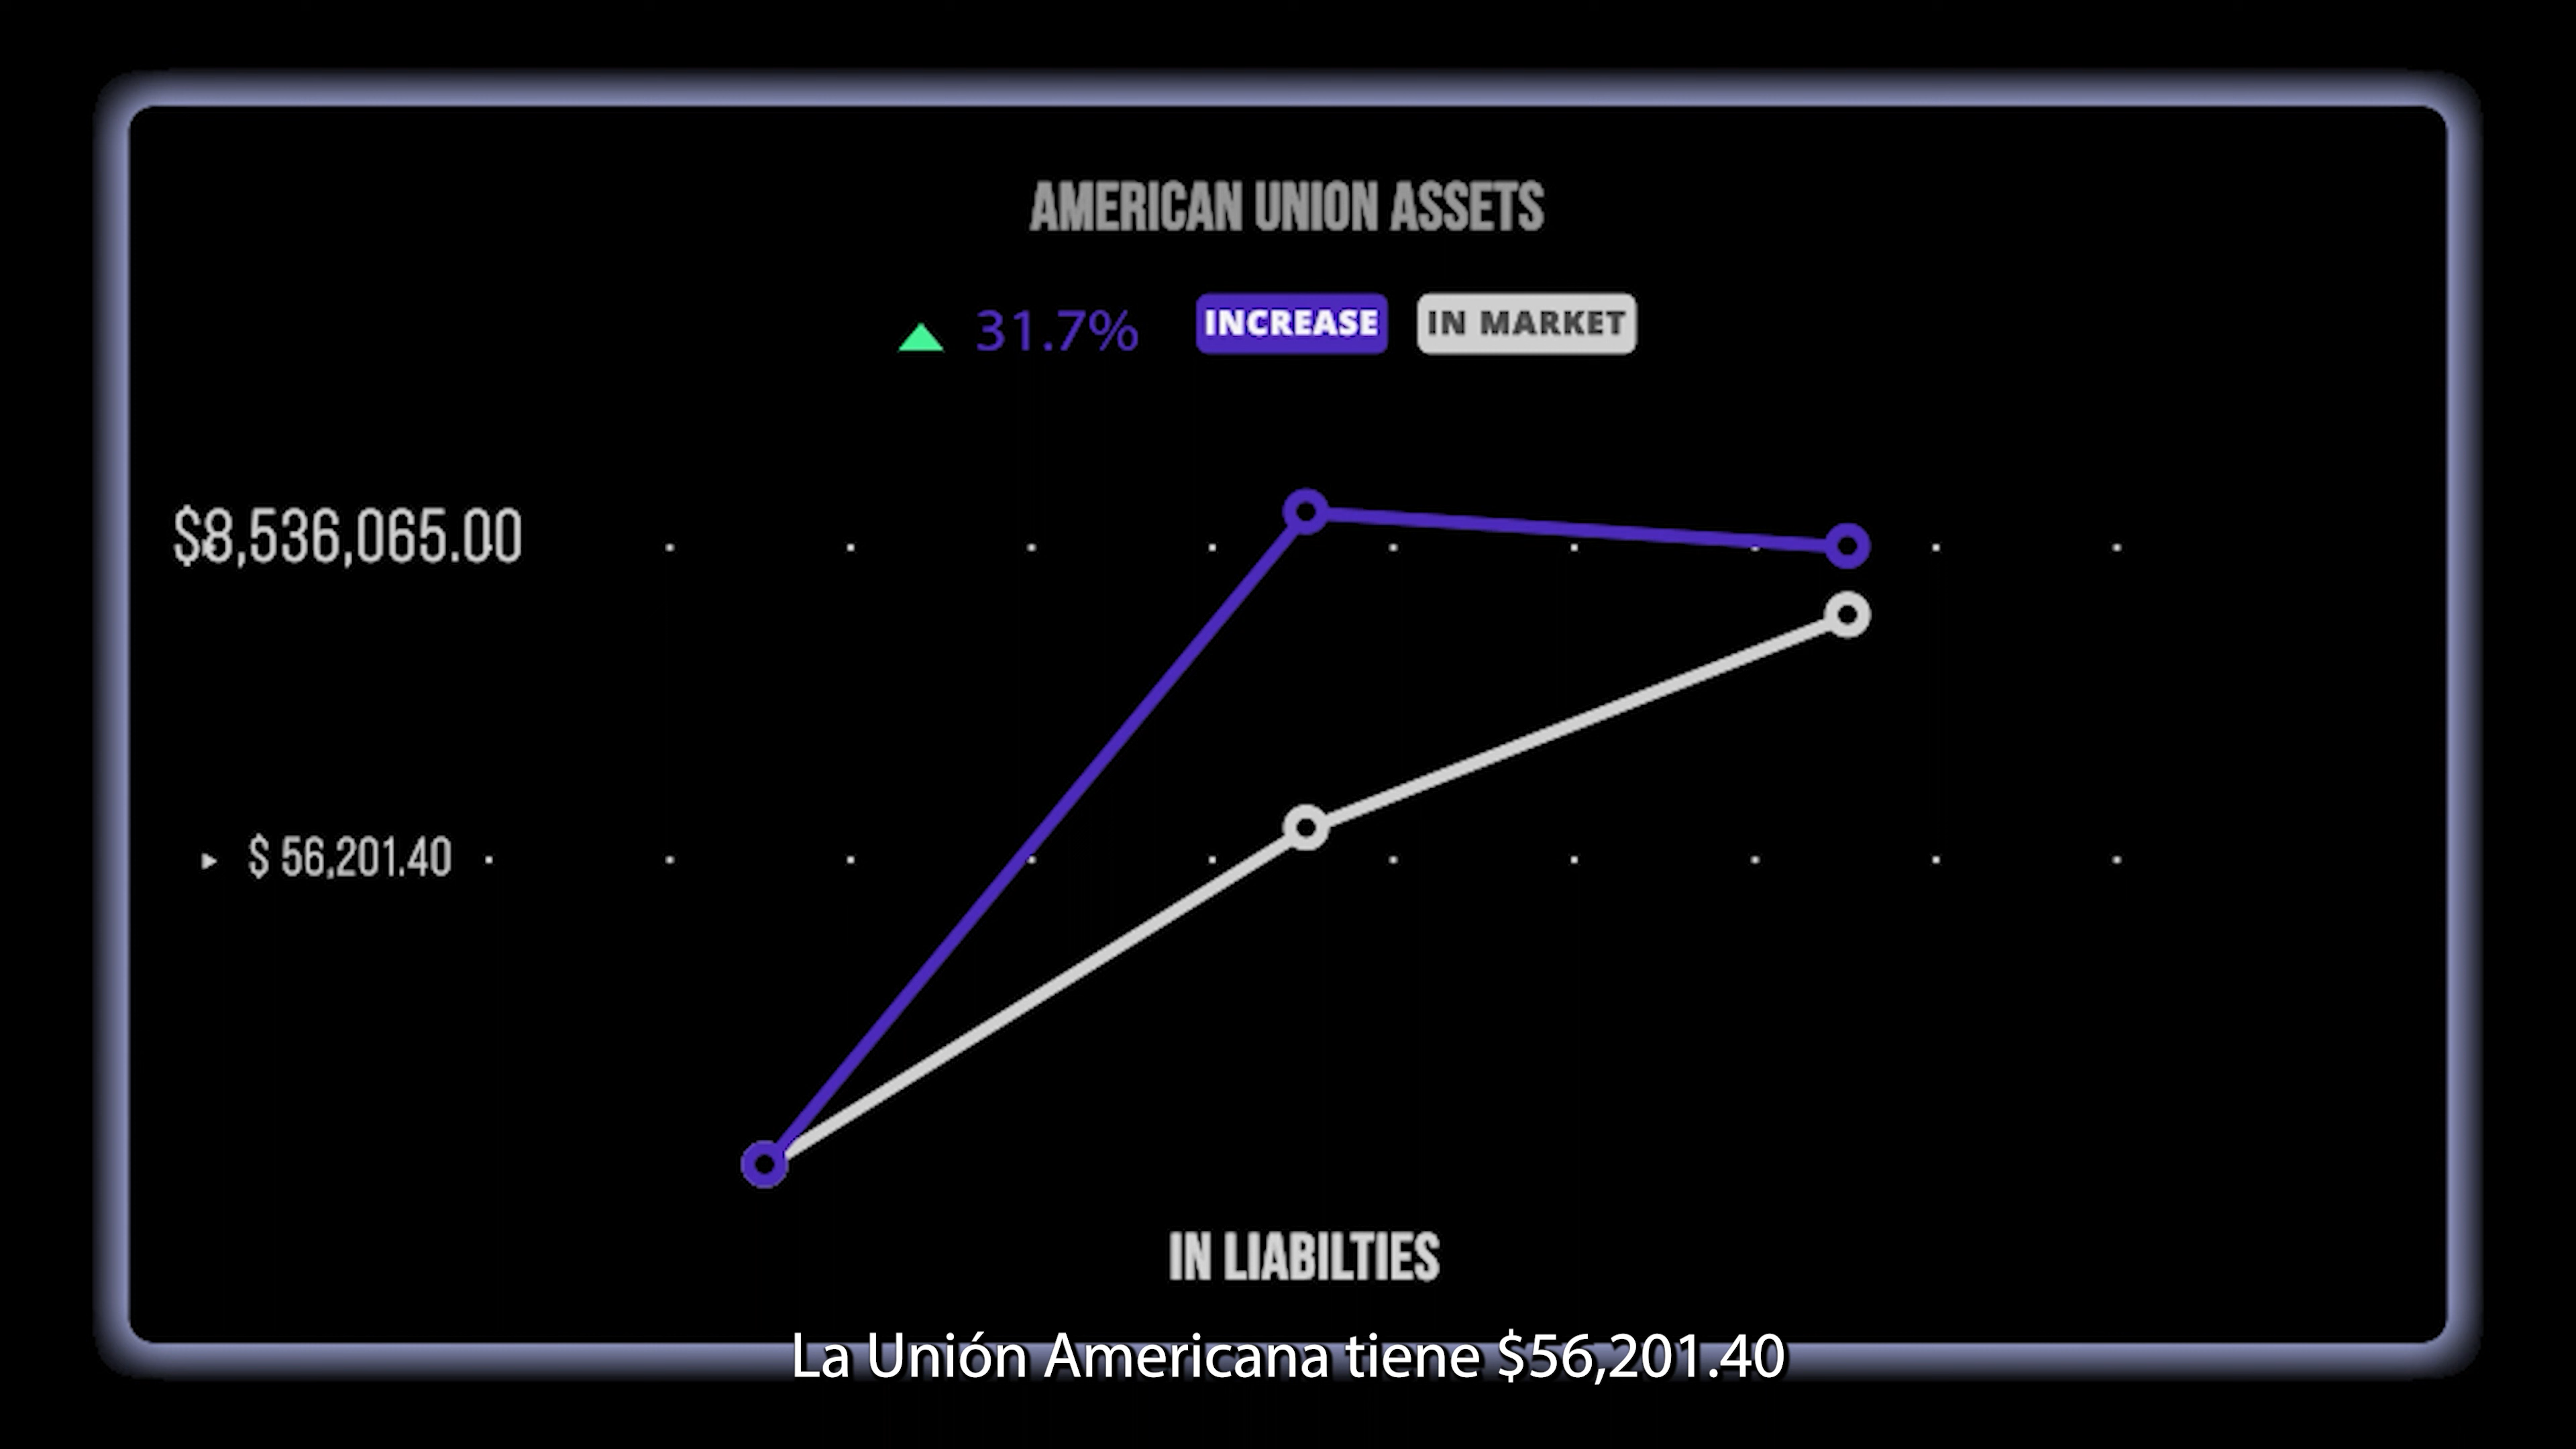 AMERICAN UNION ASSETS
31.7% INCREASE IN MARKET
$8,536,065.00
$ 56,201.40
IN LIABILTIES
La Unión Americana tiene $56,201.40